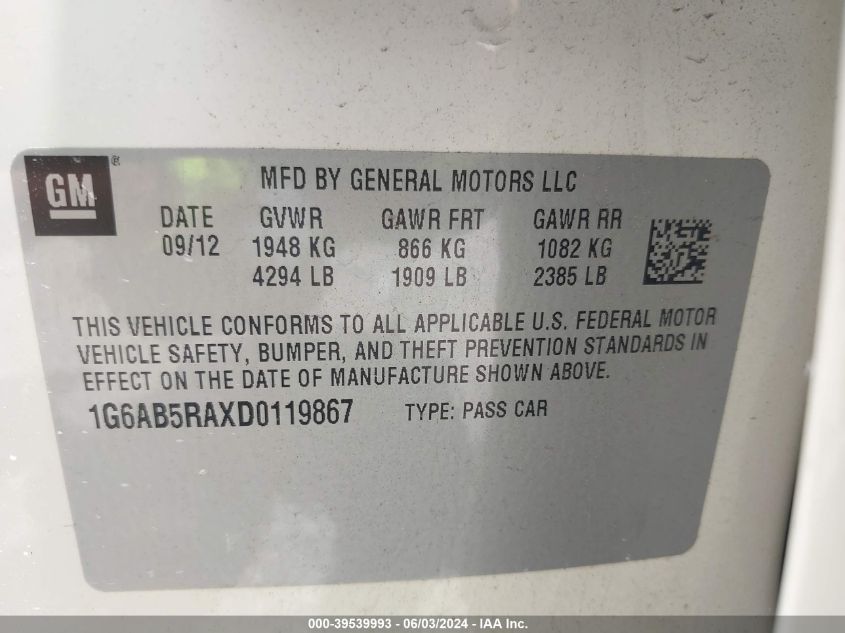 GM ®
MFD BY GENERAL MOTORS LLC
DATE GVWR GAWR FRT GAWR RR
09/12 1948 KG 866 KG 1082 KG
4294 LB 1909 LB 2385 LB
THIS VEHICLE CONFORMS TO ALL APPLICABLE U.S. FEDERAL MOTOR
VEHICLE SAFETY, BUMPER, AND THEFT PREVENTION STANDARDS IN
EFFECT ON THE DATE OF MANUFACTURE SHOWN ABOVE.
1G6AB5RAXD0119867 TYPE: PASS CAR
000-39539993 - 06/03/2024 - IAA Inc.